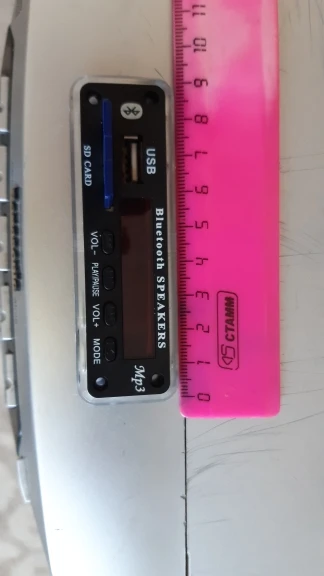 Bluetooth SPEAKERS
Mp3
USB
SD CARD
VOL-
PLAY/PAUSE
VOL+
MODE
0 1 2 3 4 5 6 7 8 9 10 11
СТАММ